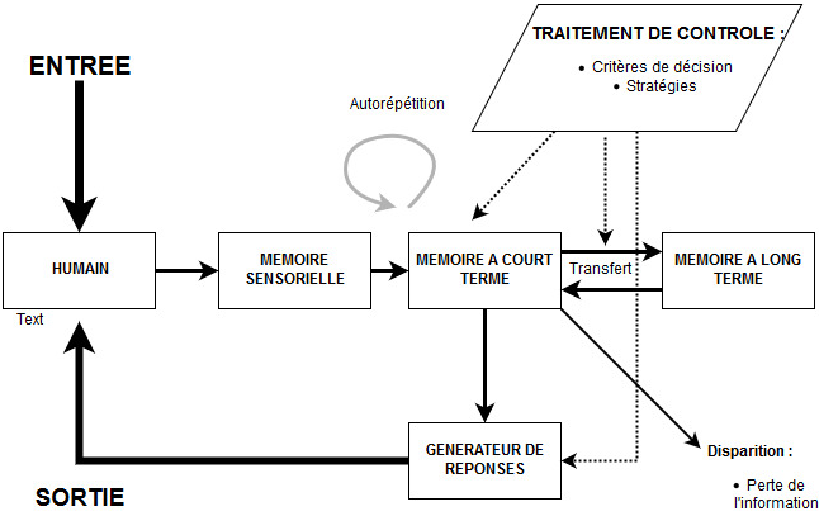 TRAITEMENT DE CONTROLE :
• Critères de décision
• Stratégies
ENTREE
Autorépétition
HUMAIN
MEMOIRE
SENSORIELLE
MEMOIRE A COURT
TERME
Transfert
MEMOIRE A LONG
TERME
Text
GENERATEUR DE
REPONSES
Disparition :
• Perte de
l'information
SORTIE